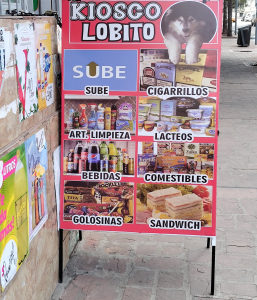 KIOSCO
LOBITO
SUBE
SUBE
CIGARRILLOS
ART. LIMPIEZA
LACTEOS
BEBIDAS
COMESTIBLES
GOLOSINAS
SANDWICH